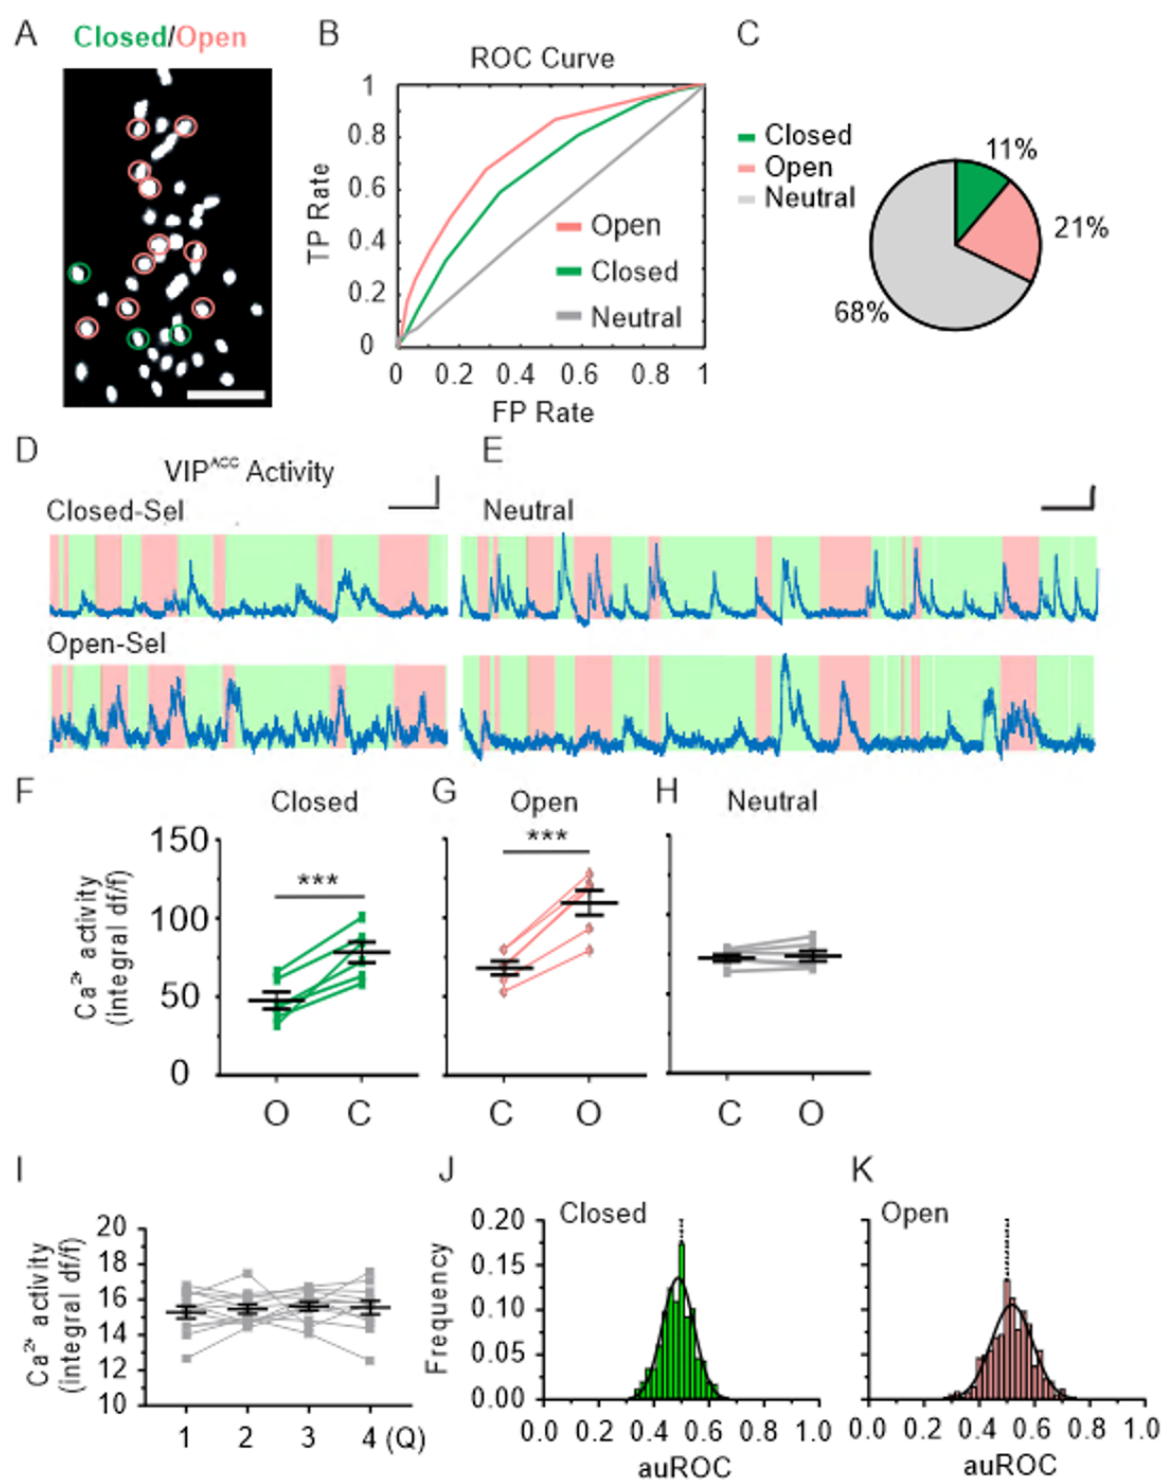 A
Closed/Open
B
ROC Curve
1
0.8
0.6
0.4
0.2
0
TP Rate
Open
Closed
Neutral
0 0.2 0.4 0.6 0.8 1
FP Rate
C
Closed
Open
Neutral
11%
21%
68%
D
VIPᴬᶜᶜ Activity
Closed-Sel
Open-Sel
E
Neutral
F
Closed
***
150
100
50
0
Ca²⁺ activity
(integral df/f)
O C
G
Open
***
C O
H
Neutral
C O
I
20
18
16
14
12
10
Ca²⁺ activity
(integral df/f)
1 2 3 4 (Q)
J
Closed
0.20
0.15
0.10
0.05
0.00
Frequency
0.0 0.2 0.4 0.6 0.8 1.0
auROC
K
Open
0.0 0.2 0.4 0.6 0.8 1.0
auROC